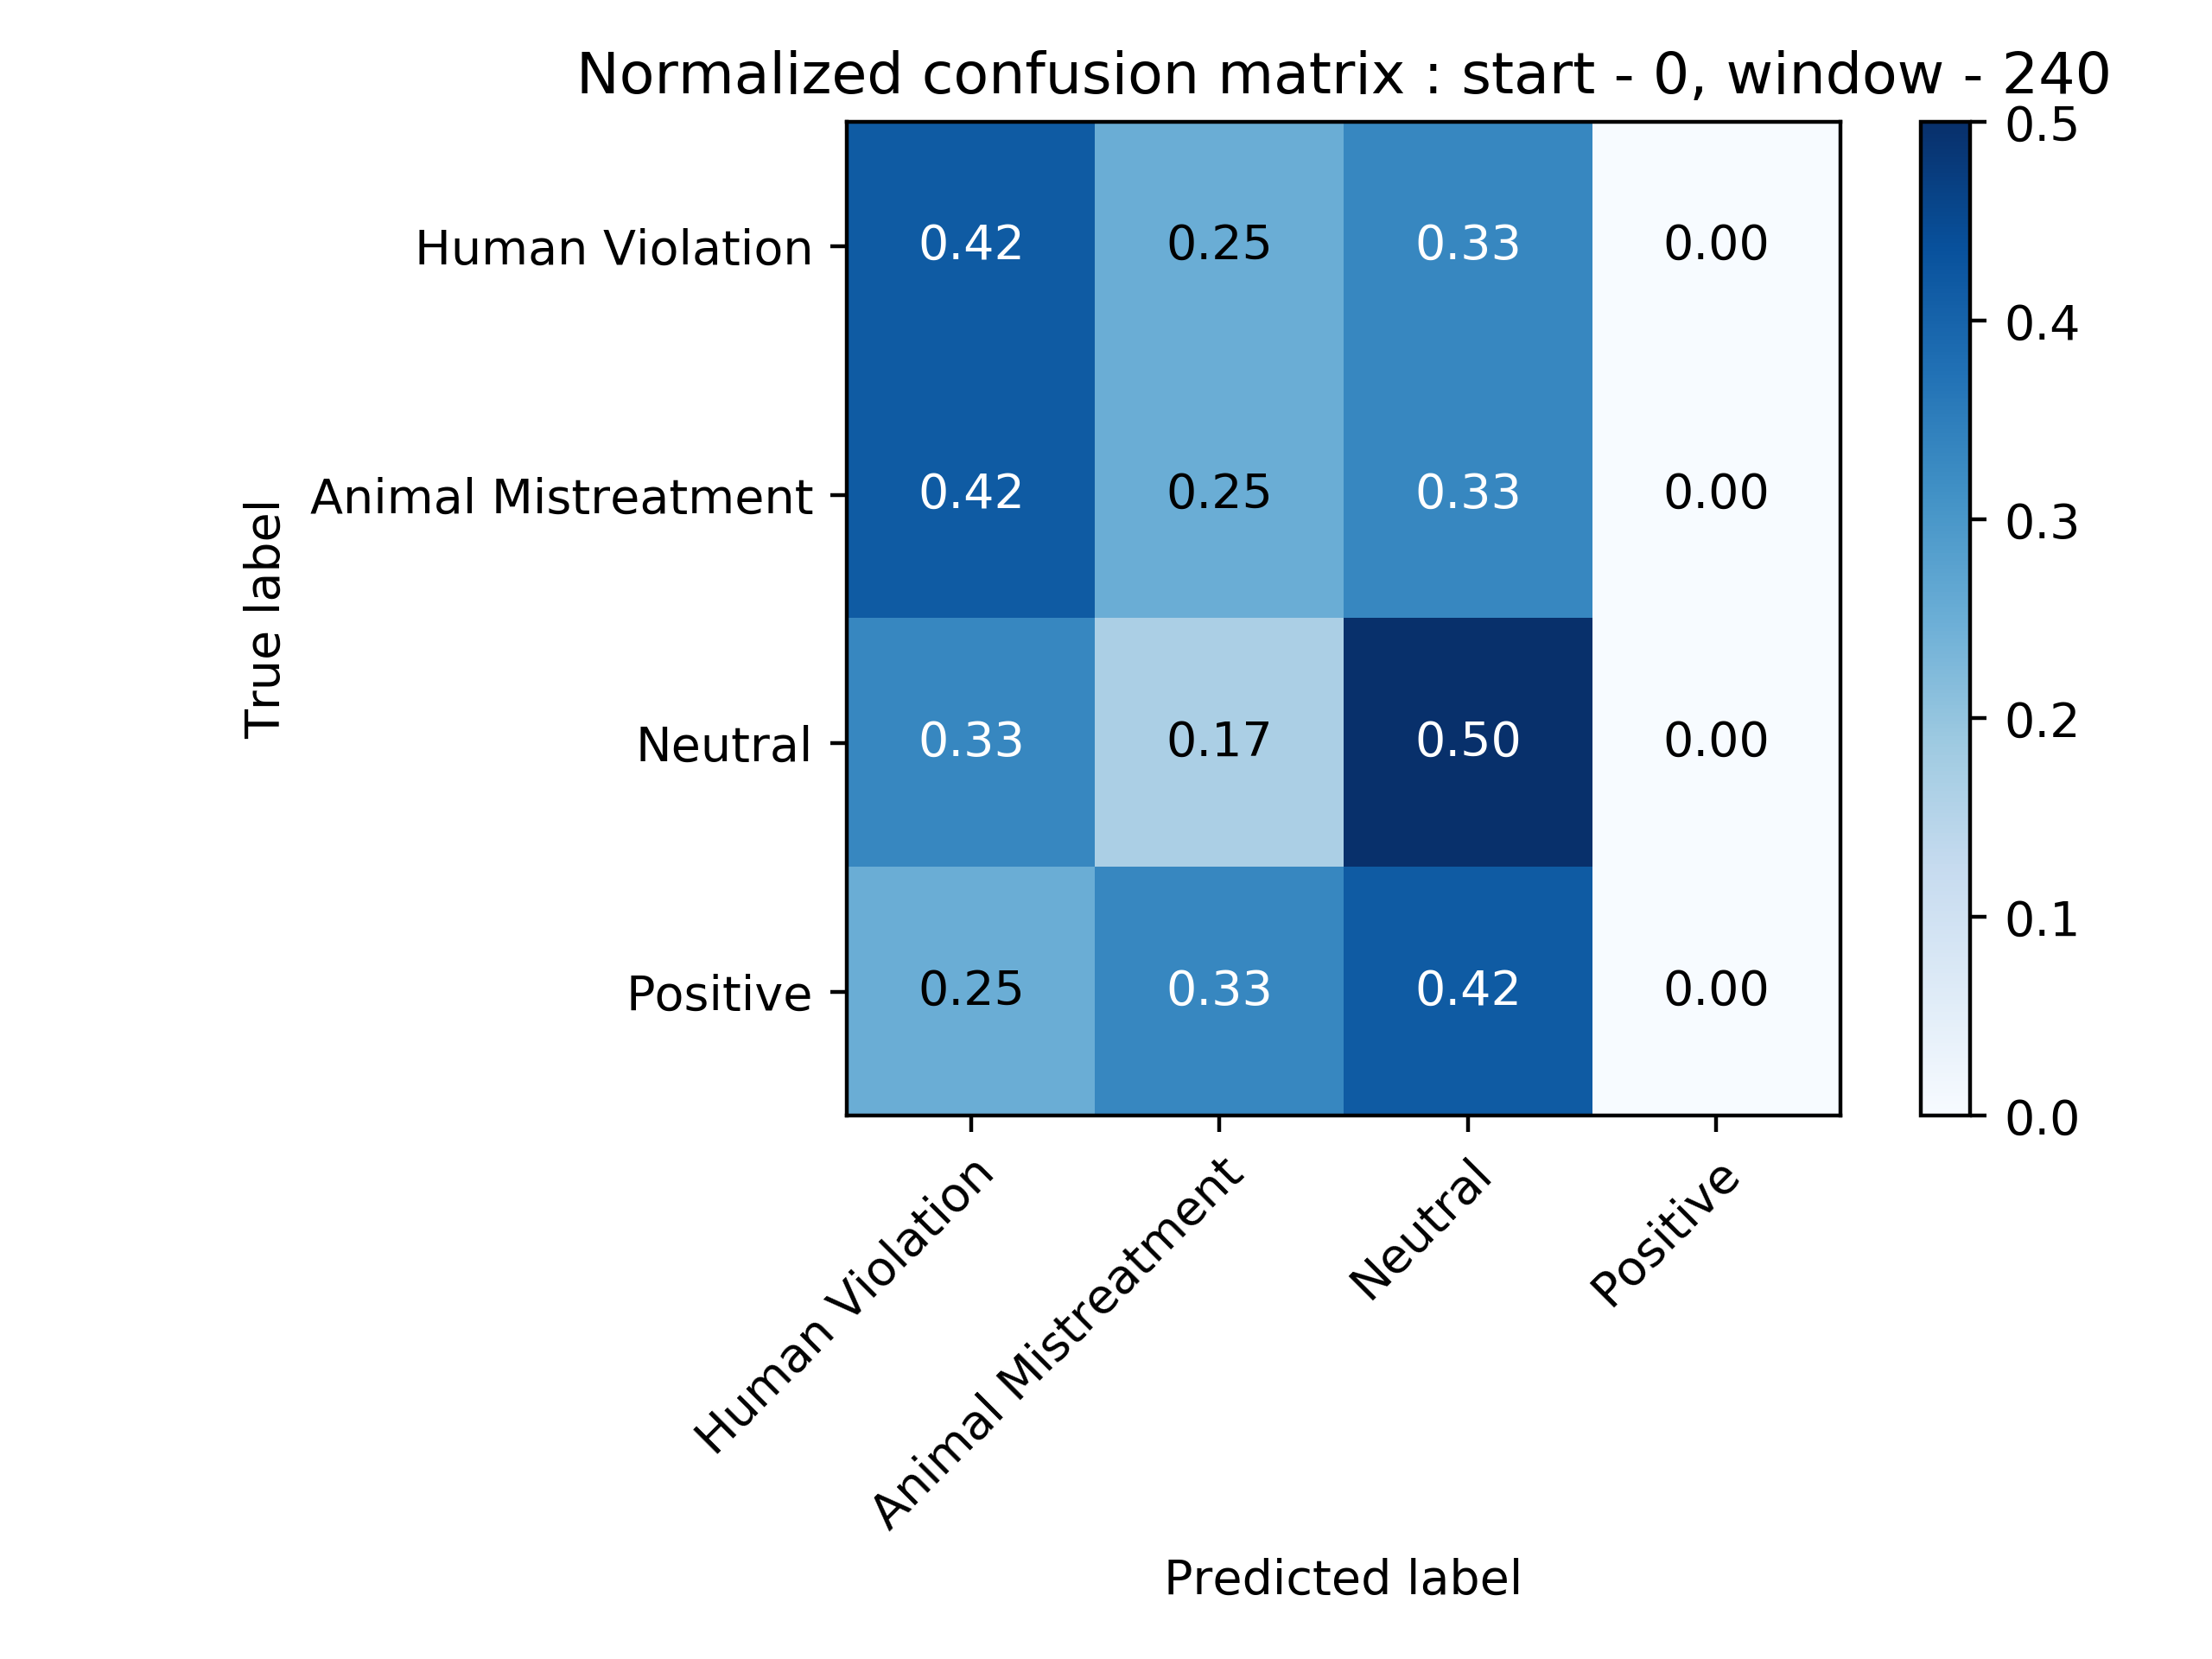 Normalized confusion matrix : start - 0, window - 240
0.5
Human Violation 0.42 0.25 0.33 0.00
0.4
Animal Mistreatment 0.42 0.25 0.33 0.00
0.3
True label
Neutral 0.33 0.17 0.50 0.00
0.2
Positive 0.25 0.33 0.42 0.00
0.1
0.0
Human Violation
Animal Mistreatment
Neutral
Positive
Predicted label